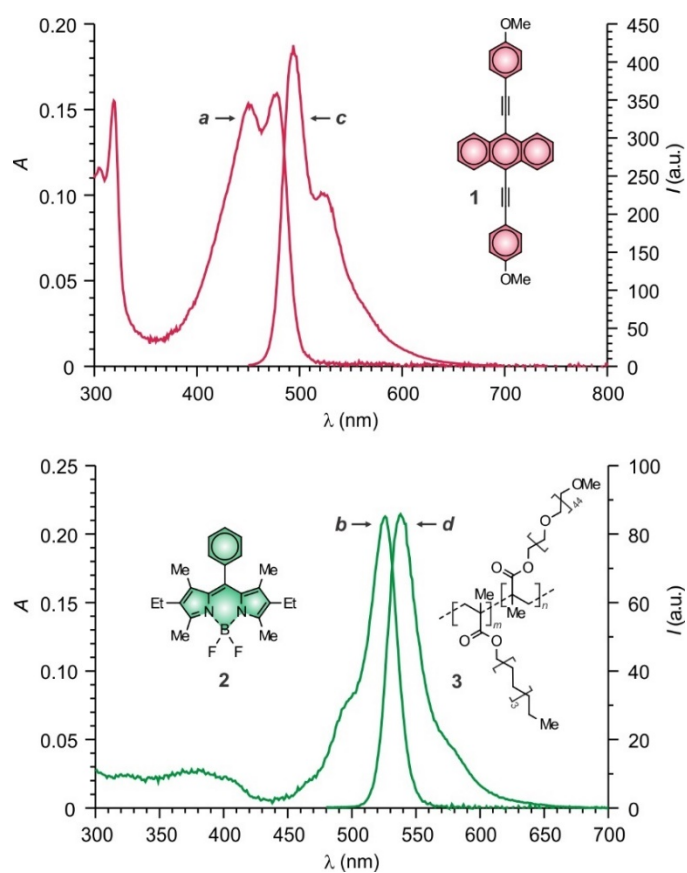 0.20
0.15
0.10
0.05
0
A
450
400
350
300
250
200
150
100
50
0
I (a.u.)
300 400 500 600 700 800
λ (nm)
a
c
OMe
1
OMe
0.25
0.20
0.15
0.10
0.05
0
A
100
80
60
40
20
0
I (a.u.)
300 350 400 450 500 550 600 650 700
λ (nm)
b
d
Me Me
Et Et
N N
Me B Me
F F
2
OMe
44
O
O
O
Me
n
m
Me
O
O
3
3
Me